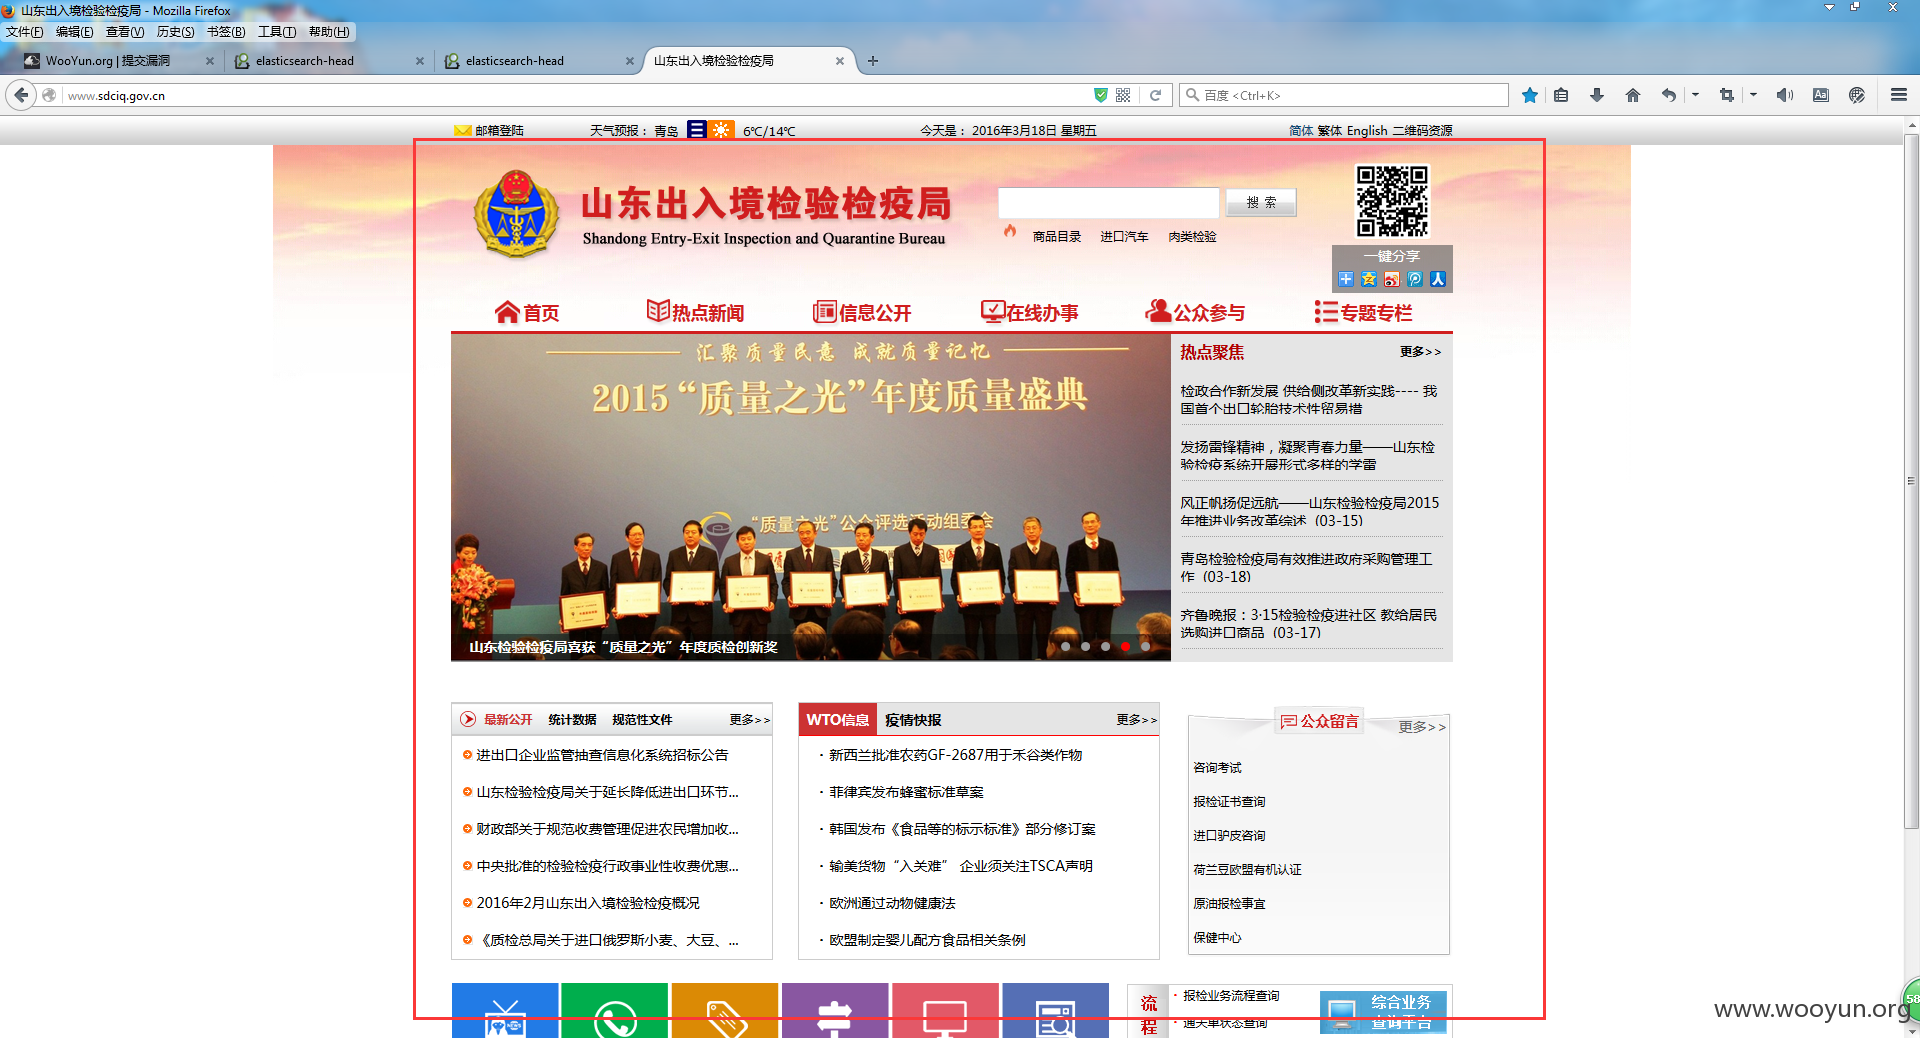 山东出入境检验检疫局 - Mozilla Firefox
文件(F) 编辑(E) 查看(V) 历史(S) 书签(B) 工具(T) 帮助(H)
WooYun.org | 提交漏洞
elasticsearch-head
elasticsearch-head
山东出入境检验检疫局
www.sdciq.gov.cn
百度 <Ctrl+K>
邮箱登陆
天气预报： 青岛 6℃/14℃
今天是： 2016年3月18日 星期五
简体 繁体 English 二维码资源
山东出入境检验检疫局
Shandong Entry-Exit Inspection and Quarantine Bureau
搜 索
商品目录 进口汽车 肉类检验
一键分享
首页 热点新闻 信息公开 在线办事 公众参与 专题专栏
汇聚质量民意 成就质量记忆
2015“质量之光”年度质量盛典
“质量之光”公众评选活动组委会
山东检验检疫局喜获“质量之光”年度质检创新奖
热点聚焦 更多>>
检政合作新发展 供给侧改革新实践---- 我
国首个出口轮胎技术性贸易措
发扬雷锋精神，凝聚青春力量——山东检
验检疫系统开展形式多样的学雷
风正帆扬促远航——山东检验检疫局2015
年推进业务改革综述 (03-15)
青岛检验检疫局有效推进政府采购管理工
作 (03-18)
齐鲁晚报：3·15检验检疫进社区 教给居民
选购进口商品 (03-17)
最新公开 统计数据 规范性文件 更多>>
进出口企业监管抽查信息化系统招标公告
山东检验检疫局关于延长降低进出口环节...
财政部关于规范收费管理促进农民增加收...
中央批准的检验检疫行政事业性收费优惠...
2016年2月山东出入境检验检疫概况
《质检总局关于进口俄罗斯小麦、大豆、...
WTO信息 疫情快报 更多>>
· 新西兰批准农药GF-2687用于禾谷类作物
· 菲律宾发布蜂蜜标准草案
· 韩国发布《食品等的标示标准》部分修订案
· 输美货物“入关难” 企业须关注TSCA声明
· 欧洲通过动物健康法
· 欧盟制定婴儿配方食品相关条例
公众留言 更多>>
咨询考试
报检证书查询
进口驴皮咨询
荷兰豆欧盟有机认证
原油报检事宜
保健中心
流
程
· 报检业务流程查询
· 通关单状态查询
综合业务
查询平台
58
www.wooyun.org